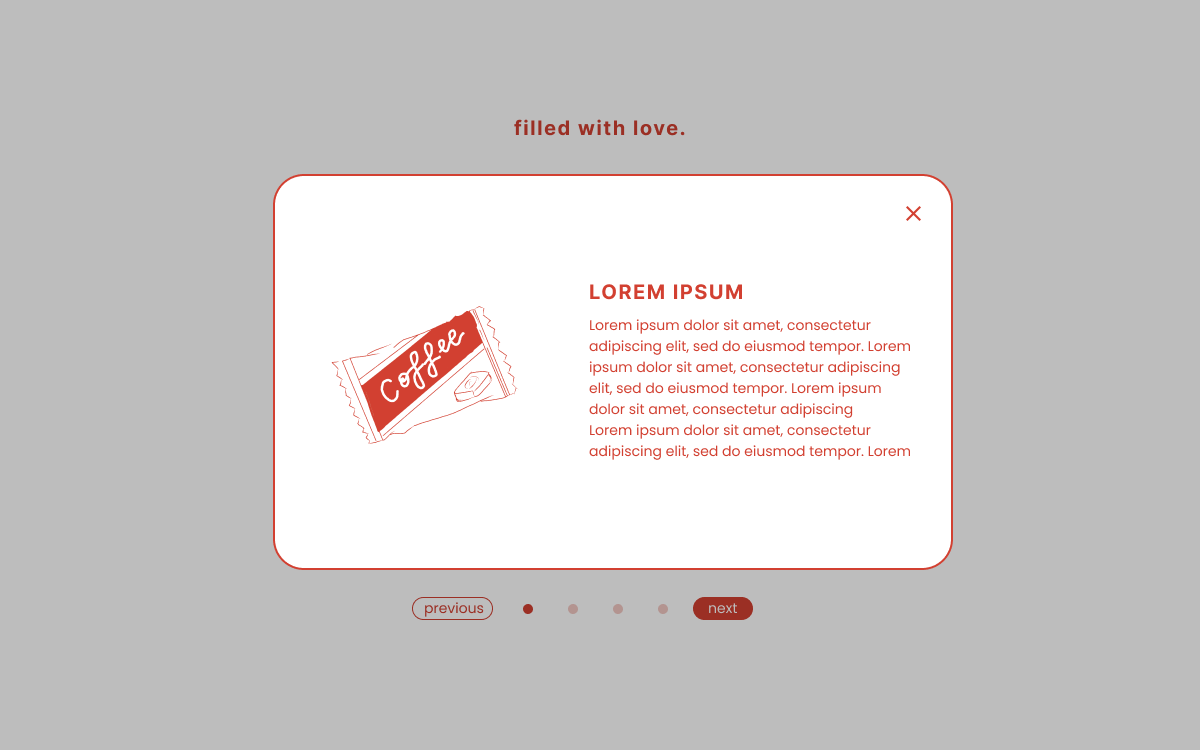 filled with love.
LOREM IPSUM
Lorem ipsum dolor sit amet, consectetur
adipiscing elit, sed do eiusmod tempor. Lorem
ipsum dolor sit amet, consectetur adipiscing
elit, sed do eiusmod tempor. Lorem ipsum
dolor sit amet, consectetur adipiscing
Lorem ipsum dolor sit amet, consectetur
adipiscing elit, sed do eiusmod tempor. Lorem
Coffee
previous
next